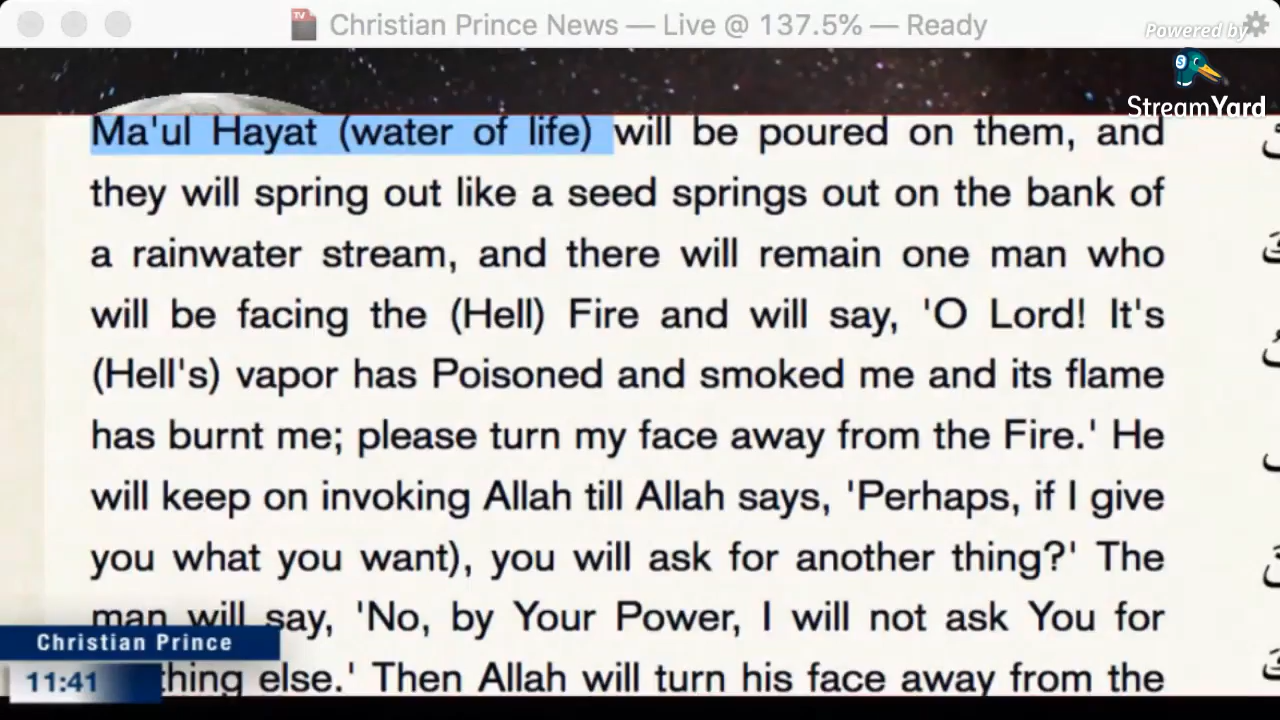 Christian Prince News — Live @ 137.5% — Ready
Powered by
StreamYard
Ma'ul Hayat (water of life) will be poured on them, and
they will spring out like a seed springs out on the bank of
a rainwater stream, and there will remain one man who
will be facing the (Hell) Fire and will say, 'O Lord! It's
(Hell's) vapor has Poisoned and smoked me and its flame
has burnt me; please turn my face away from the Fire.' He
will keep on invoking Allah till Allah says, 'Perhaps, if I give
you what you want), you will ask for another thing?' The
man will say, 'No, by Your Power, I will not ask You for
thing else.' Then Allah will turn his face away from the
Christian Prince
11:41